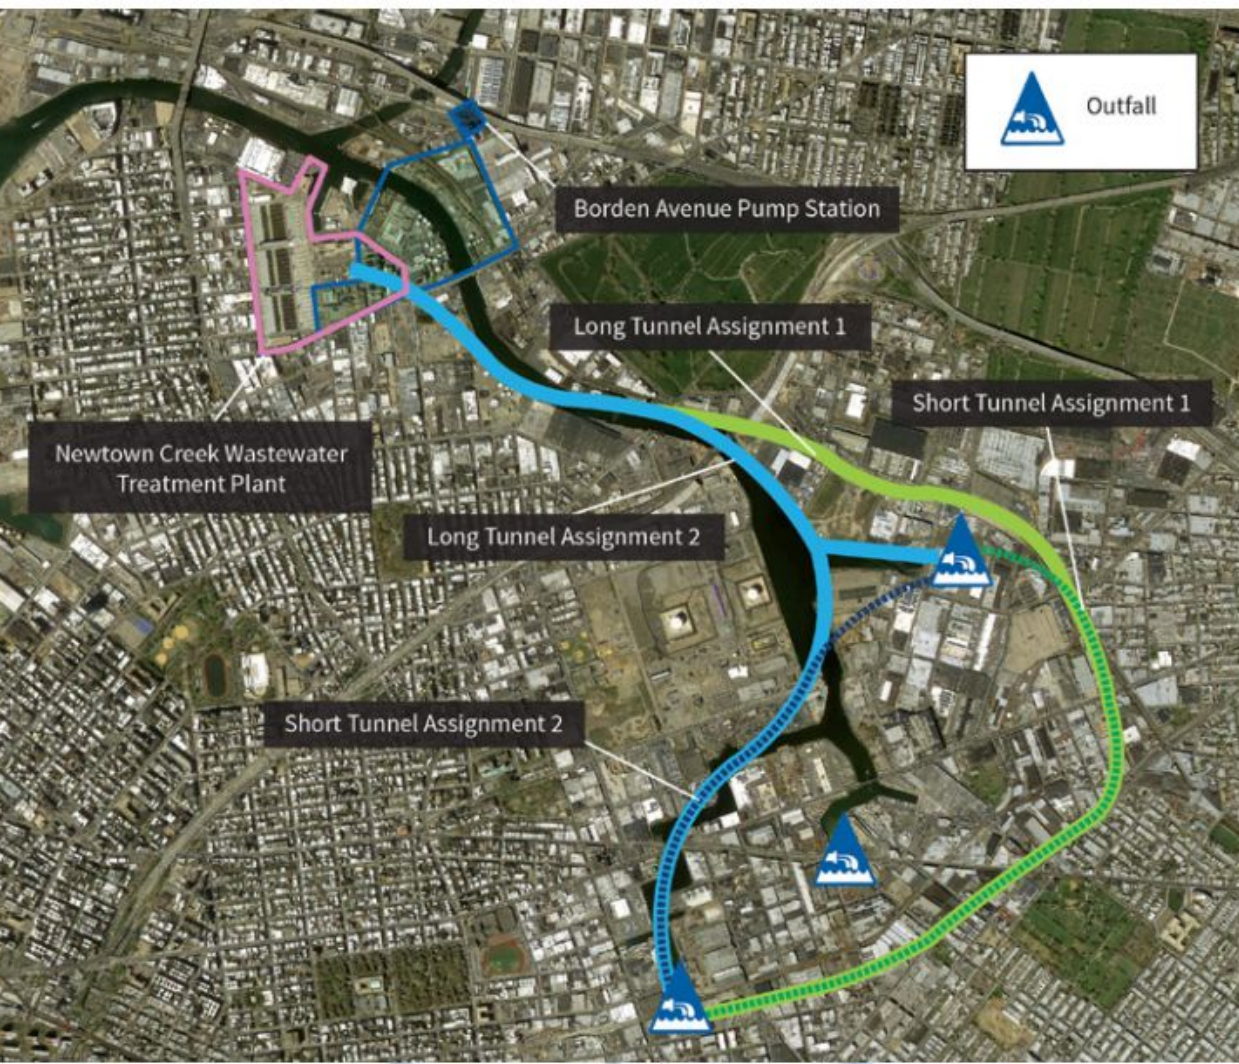 Outfall
Borden Avenue Pump Station
Long Tunnel Assignment 1
Short Tunnel Assignment 1
Newtown Creek Wastewater
Treatment Plant
Long Tunnel Assignment 2
Short Tunnel Assignment 2